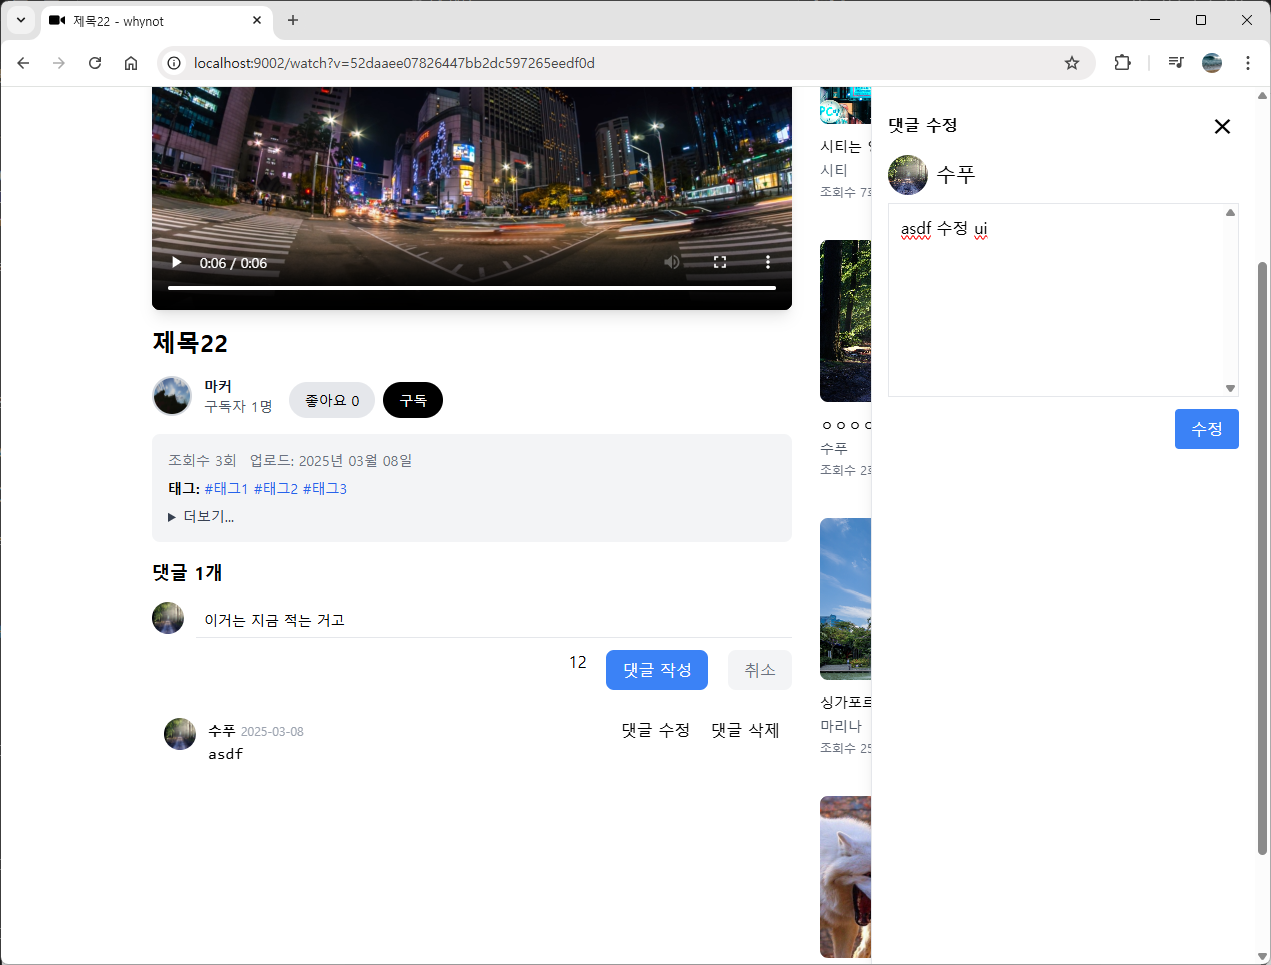 제목22 - whynot
localhost:9002/watch?v=52daaee07826447bb2dc597265eedf0d
LOTTE
0:06 / 0:06
제목22
마커
구독자 1명
좋아요 0
구독
조회수 3회 업로드: 2025년 03월 08일
태그: #태그1 #태그2 #태그3
더보기...
댓글 1개
이거는 지금 적는 거고
12
댓글 작성
취소
수푸 2025-03-08
댓글 수정
댓글 삭제
asdf
PC
시티는
시티
조회수 7
ㅇㅇㅇ
수푸
조회수 2
싱가포르
마리나
조회수 25
댓글 수정
수푸
asdf 수정 ui
수정